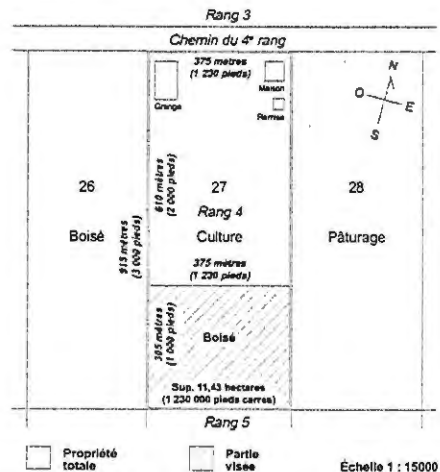 Rang 3
Chemin du 4e rang
375 mètres
(1 230 pieds)
Grange
Maison
Remise
N
O
E
S
610 mètres
(2 000 pieds)
26
27
28
Rang 4
Boisé
Culture
Pâturage
915 mètres
(3 000 pieds)
375 mètres
(1 230 pieds)
305 mètres
(1 000 pieds)
Boisé
Sup. 11,43 hectares
(1 230 000 pieds carrés)
Rang 5
Propriété
totale
Partie
visée
Échelle 1 : 15000